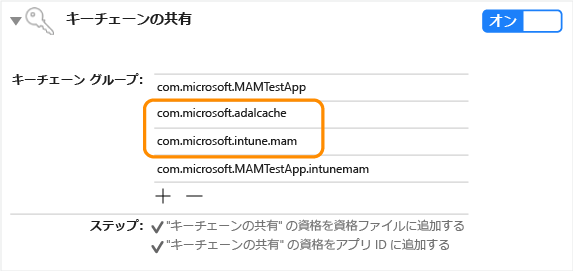 キーチェーンの共有
オン
キーチェーン グループ:
com.microsoft.MAMTestApp
com.microsoft.adalcache
com.microsoft.intune.mam
com.microsoft.MAMTestApp.intunemam
ステップ: ✓ "キーチェーンの共有" の資格を資格ファイルに追加する
✓ "キーチェーンの共有" の資格をアプリ ID に追加する